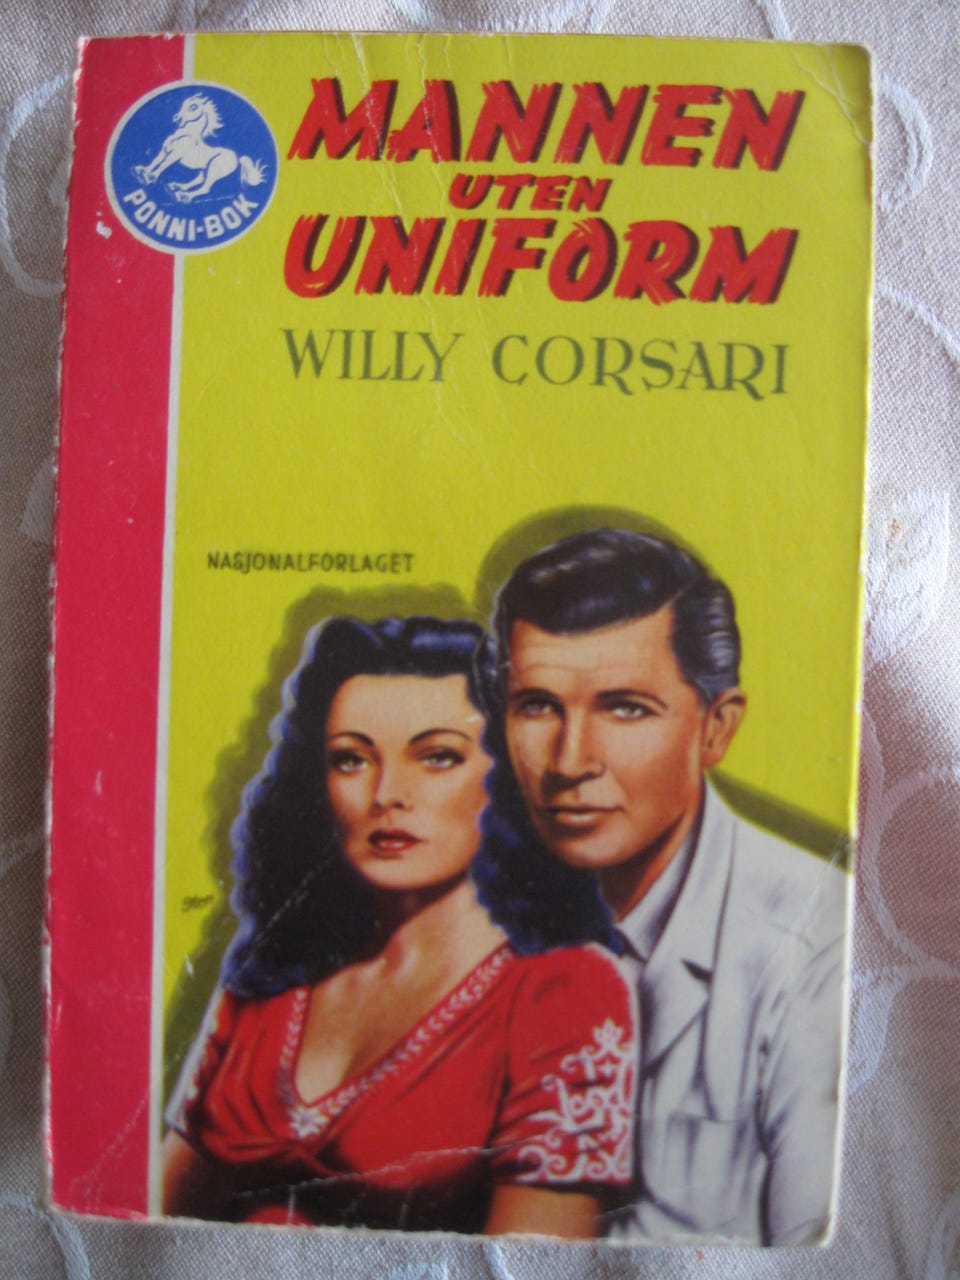 MANNEN
UTEN
UNIFORM
WILLY CORSARI
PONNI-BOK
NASJONALFORLAGET